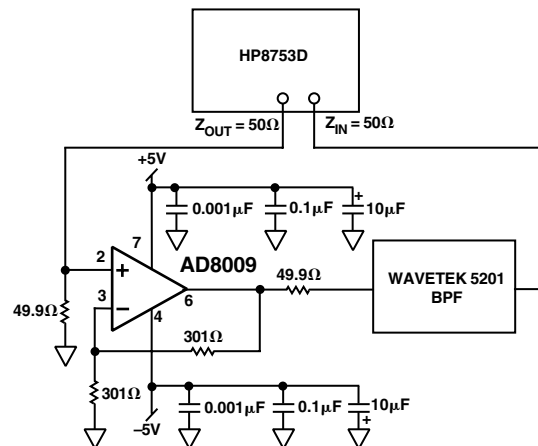 HP8753D
Z_OUT = 50Ω
Z_IN = 50Ω
+5V
+
0.001μF
0.1μF
10μF
7
2
+
AD8009
49.9Ω
WAVETEK 5201
BPF
3
−
6
49.9Ω
4
301Ω
301Ω
0.001μF
0.1μF
10μF
+
−5V